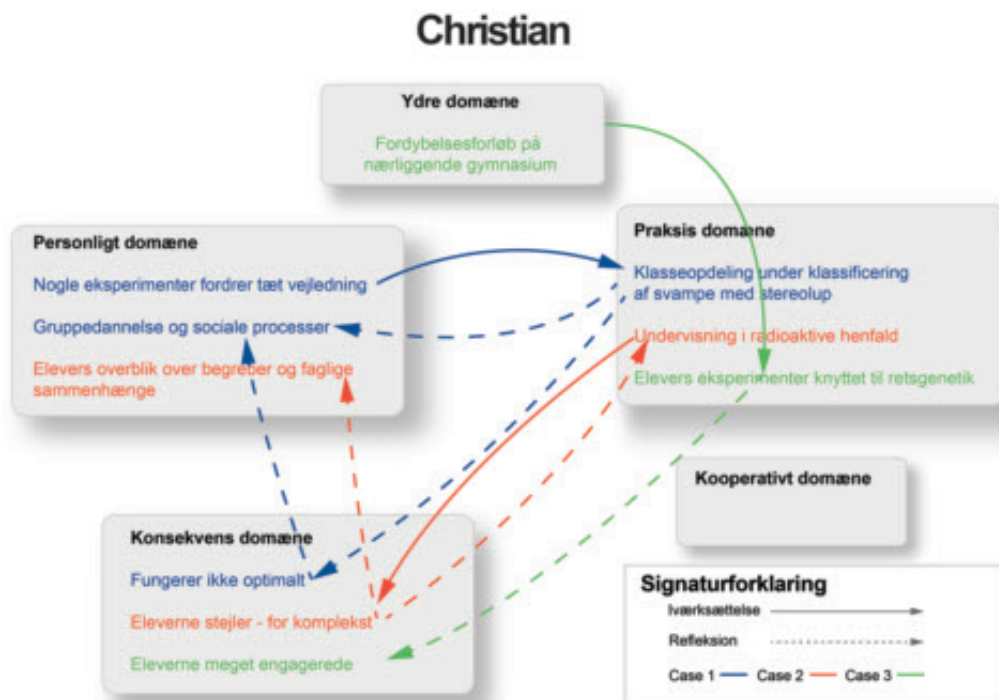 Christian
Ydre domæne
Fordybelsesforløb på
nærliggende gymnasium
Personligt domæne
Nogle eksperimenter fordrer tæt vejledning
Gruppedannelse og sociale processer
Elevers overblik over begreber og faglige
sammenhænge
Praksis domæne
Klasseopdeling under klassificering
af svampe med stereolup
Undervisning i radioaktive henfald
Elevers eksperimenter knyttet til retsgenetik
Kooperativt domæne
Konsekvens domæne
Fungerer ikke optimalt
Eleverne stejler - for komplekst
Eleverne meget engagerede
Signaturforklaring
Iværksættelse
Refleksion
Case 1 Case 2 Case 3